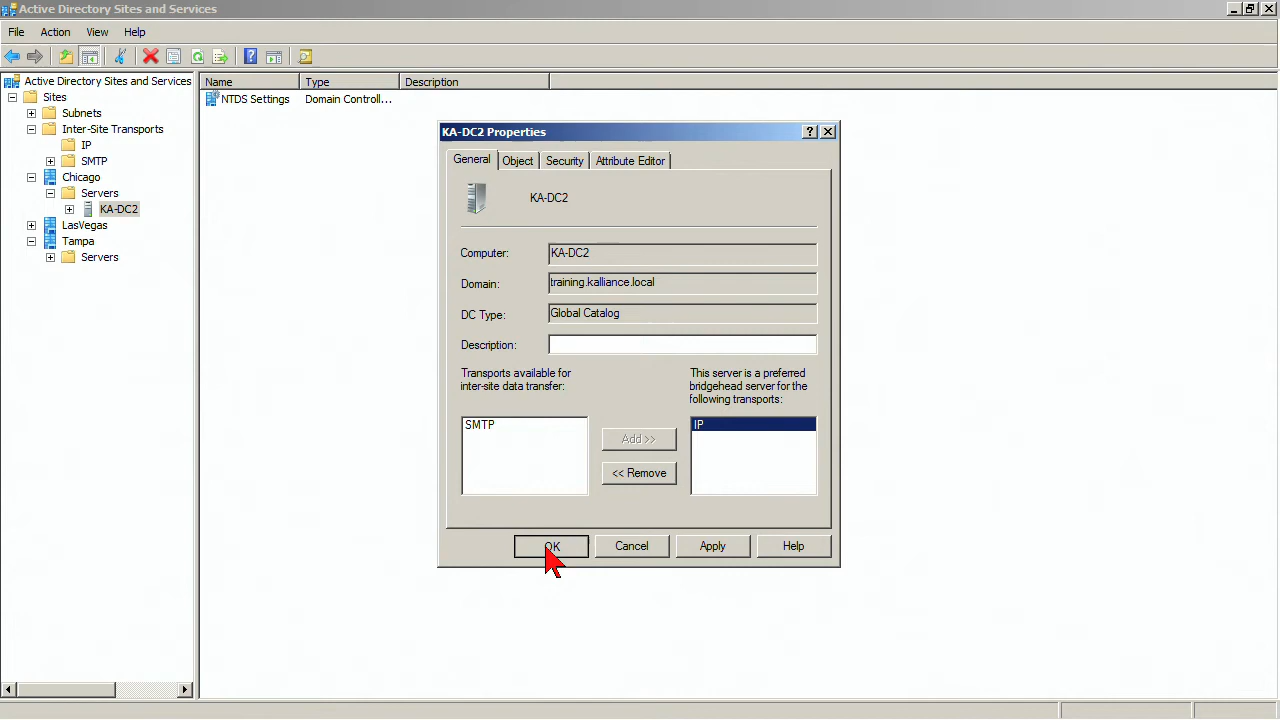 Active Directory Sites and Services
File Action View Help
Active Directory Sites and Services
Sites
Subnets
Inter-Site Transports
IP
SMTP
Chicago
Servers
KA-DC2
LasVegas
Tampa
Servers
Name Type Description
NTDS Settings Domain Controll...
KA-DC2 Properties
General Object Security Attribute Editor
KA-DC2
Computer: KA-DC2
Domain: training.kalliance.local
DC Type: Global Catalog
Description:
Transports available for
inter-site data transfer:
This server is a preferred
bridgehead server for the
following transports:
SMTP
Add >>
<< Remove
IP
OK Cancel Apply Help